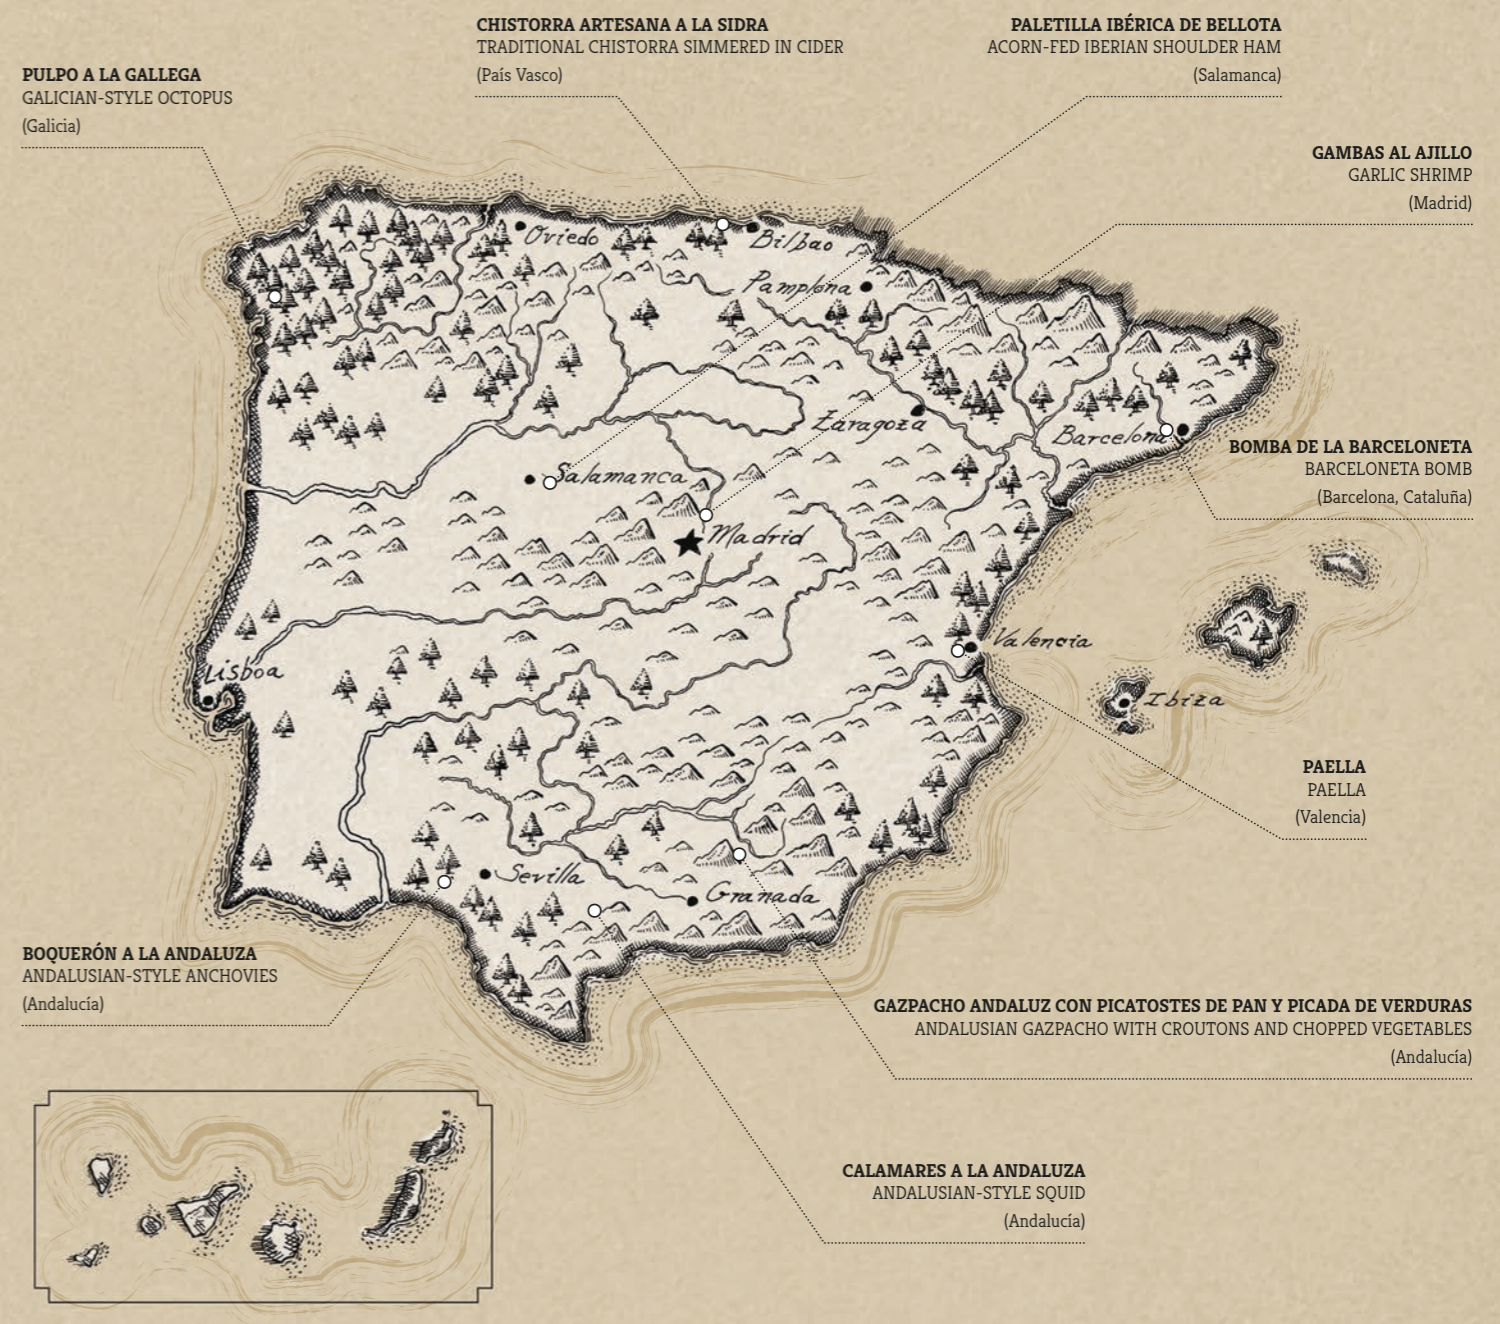 CHISTORRA ARTESANA A LA SIDRA
TRADITIONAL CHISTORRA SIMMERED IN CIDER
(País Vasco)
PALETILLA IBÉRICA DE BELLOTA
ACORN-FED IBERIAN SHOULDER HAM
(Salamanca)
PULPO A LA GALLEGA
GALICIAN-STYLE OCTOPUS
(Galicia)
GAMBAS AL AJILLO
GARLIC SHRIMP
(Madrid)
Oviedo
Bilbao
Pamplona
Zaragoza
Barcelona
BOMBA DE LA BARCELONETA
BARCELONETA BOMB
(Barcelona, Cataluña)
Salamanca
Madrid
Valencia
Lisboa
Ibiza
PAELLA
PAELLA
(Valencia)
Sevilla
Granada
BOQUERÓN A LA ANDALUZA
ANDALUSIAN-STYLE ANCHOVIES
(Andalucía)
GAZPACHO ANDALUZ CON PICATOSTES DE PAN Y PICADA DE VERDURAS
ANDALUSIAN GAZPACHO WITH CROUTONS AND CHOPPED VEGETABLES
(Andalucía)
CALAMARES A LA ANDALUZA
ANDALUSIAN-STYLE SQUID
(Andalucía)